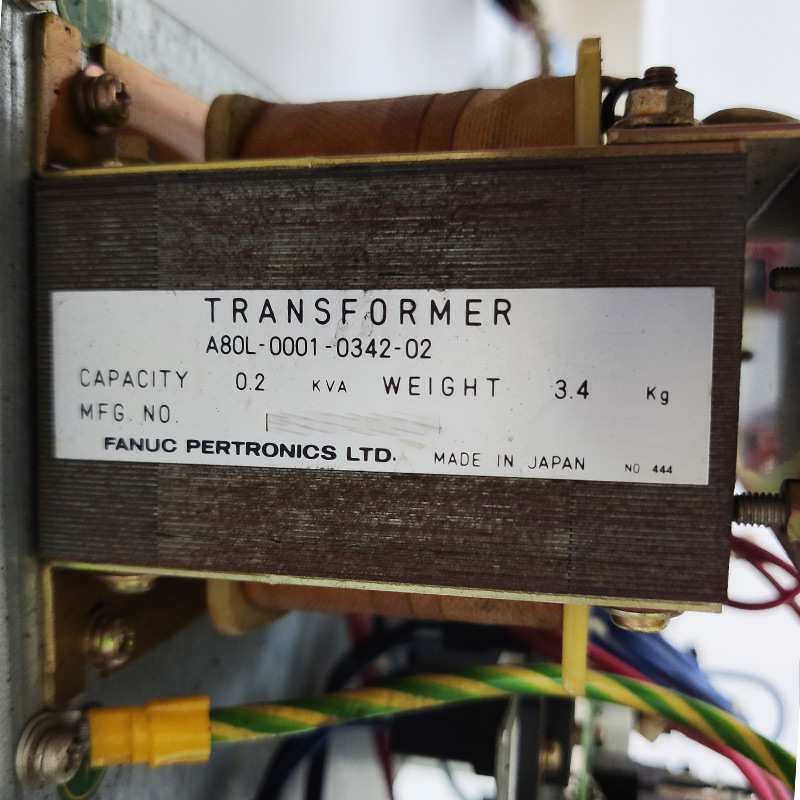 TRANSFORMER
A80L-0001-0342-02
CAPACITY 0.2 KVA WEIGHT 3.4 Kg
MFG. NO.
FANUC PERTRONICS LTD. MADE IN JAPAN NO 444